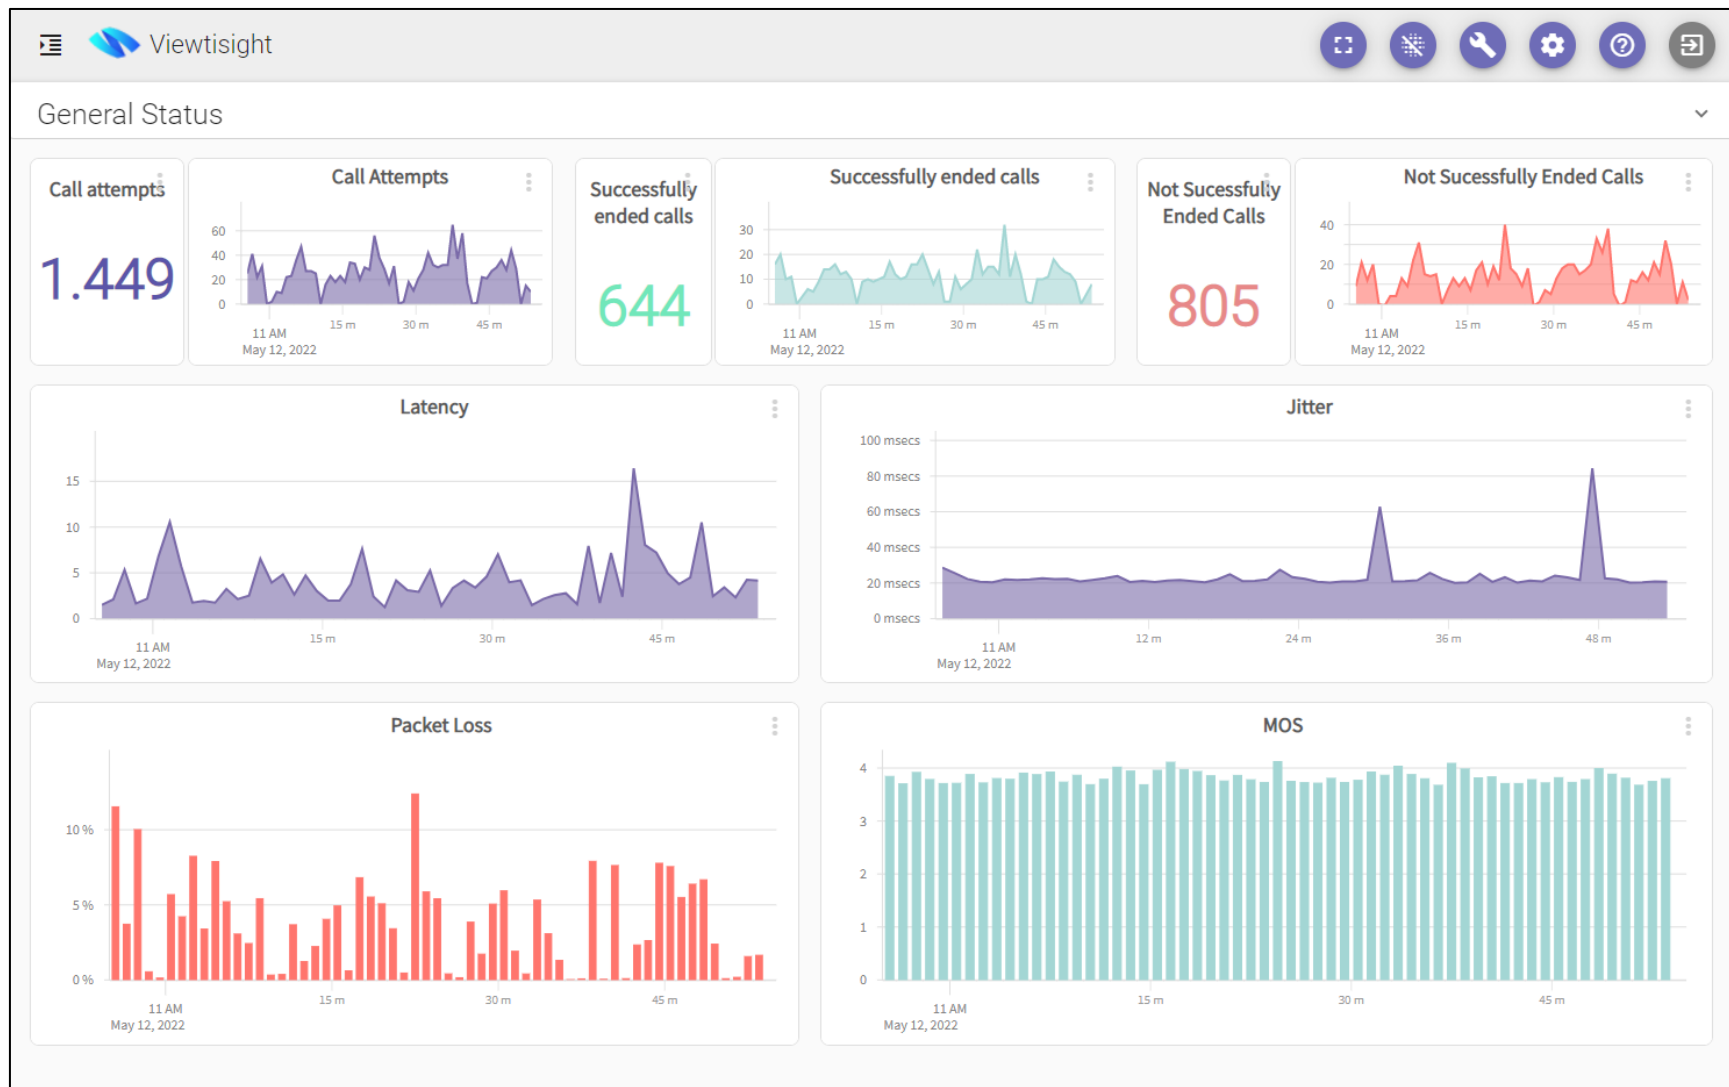 Viewtisight
General Status
Call attempts
1.449
Call Attempts
60
40
20
0
11 AM
May 12, 2022
15 m
30 m
45 m
Successfully
ended calls
644
Successfully ended calls
30
20
10
0
11 AM
May 12, 2022
15 m
30 m
45 m
Not Sucessfully
Ended Calls
805
Not Sucessfully Ended Calls
40
20
0
11 AM
May 12, 2022
15 m
30 m
45 m
Latency
15
10
5
0
11 AM
May 12, 2022
15 m
30 m
45 m
Jitter
100 msecs
80 msecs
60 msecs
40 msecs
20 msecs
0 msecs
11 AM
May 12, 2022
12 m
24 m
36 m
48 m
Packet Loss
10 %
5 %
0 %
11 AM
May 12, 2022
15 m
30 m
45 m
MOS
4
3
2
1
0
11 AM
May 12, 2022
15 m
30 m
45 m